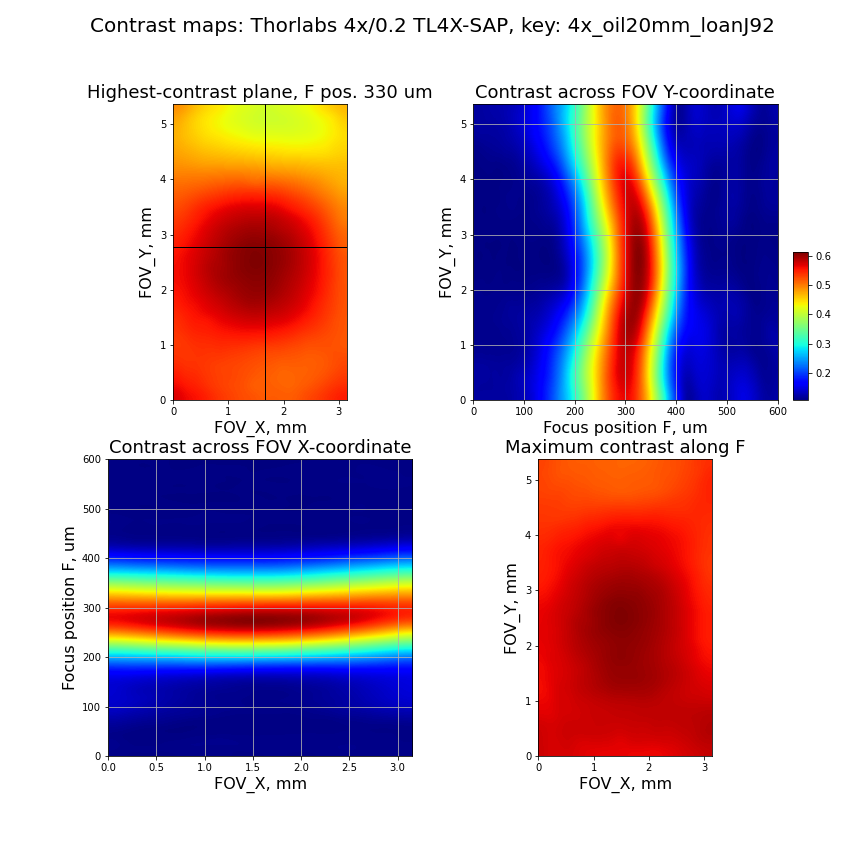 Contrast maps: Thorlabs 4x/0.2 TL4X-SAP, key: 4x_oil20mm_loanJ92
Highest-contrast plane, F pos. 330 um
5
4
3
2
1
0
FOV_Y, mm
0 1 2 3
FOV_X, mm
Contrast across FOV Y-coordinate
5
4
3
2
1
0
FOV_Y, mm
0 100 200 300 400 500 600
Focus position F, um
0.6
0.5
0.4
0.3
0.2
Contrast across FOV X-coordinate
600
500
400
300
200
100
0
Focus position F, um
0.0 0.5 1.0 1.5 2.0 2.5 3.0
FOV_X, mm
Maximum contrast along F
5
4
3
2
1
0
FOV_Y, mm
0 1 2 3
FOV_X, mm